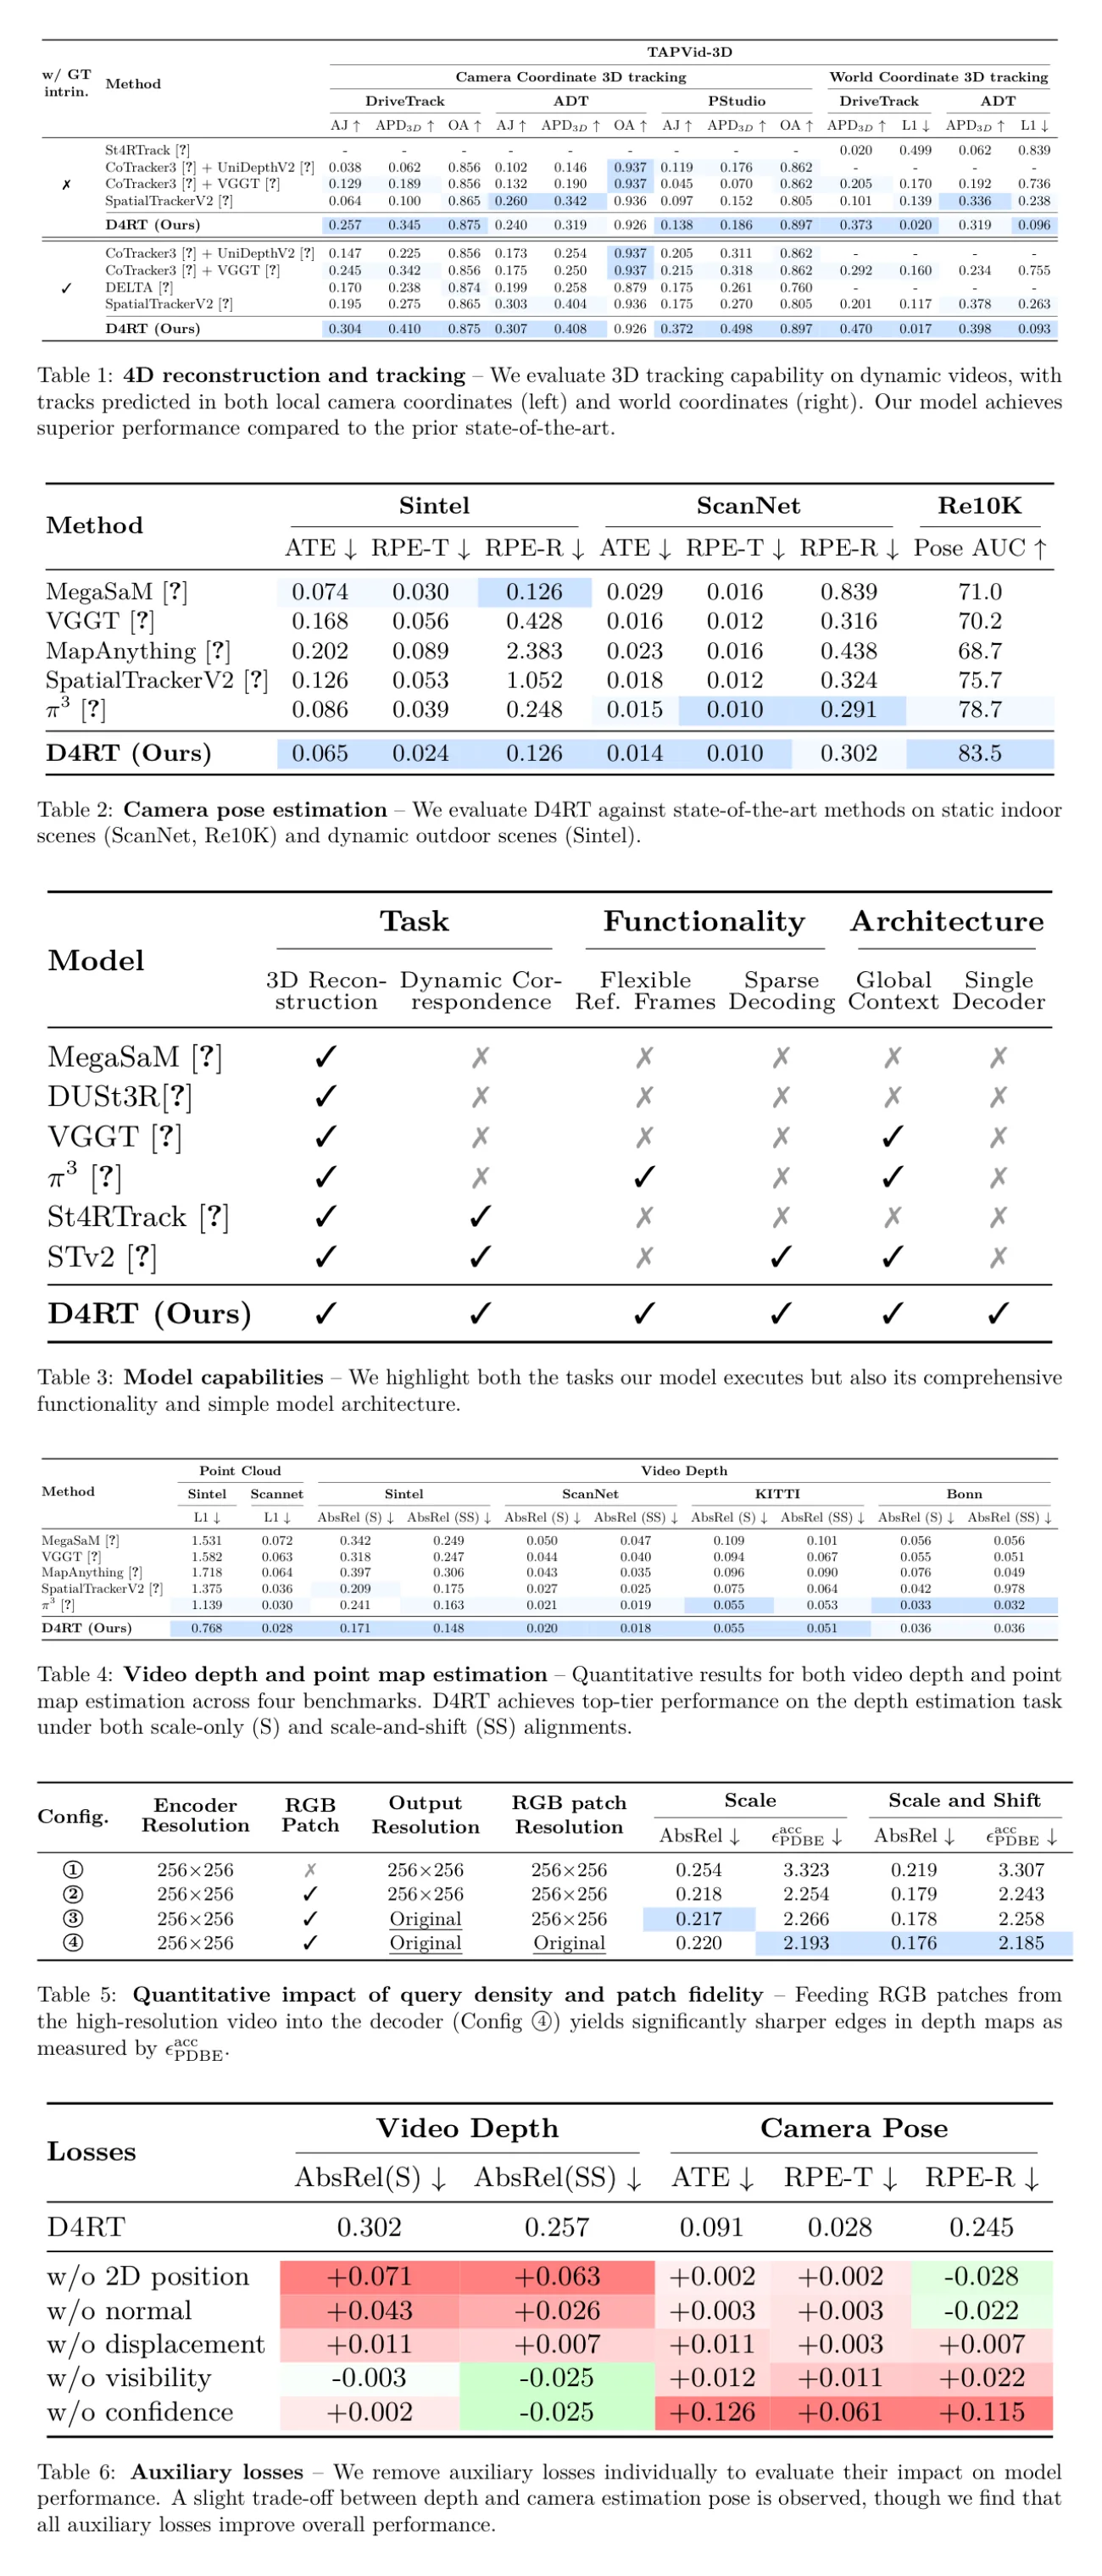 TAPVid-3D
w/ GT intrin. Method Camera Coordinate 3D tracking World Coordinate 3D tracking
DriveTrack ADT PStudio DriveTrack ADT
AJ ↑ APD3D ↑ OA ↑ AJ ↑ APD3D ↑ OA ↑ AJ ↑ APD3D ↑ OA ↑ APD3D ↑ L1 ↓ APD3D ↑ L1 ↓
St4RTrack [?] - - - - - - - - - 0.020 0.499 0.062 0.839
CoTracker3 [?] + UniDepthV2 [?] 0.038 0.062 0.856 0.102 0.146 0.937 0.119 0.176 0.862 - - - -
✗ CoTracker3 [?] + VGGT [?] 0.129 0.189 0.856 0.132 0.190 0.937 0.045 0.070 0.862 0.205 0.170 0.192 0.736
SpatialTrackerV2 [?] 0.064 0.100 0.865 0.260 0.342 0.936 0.097 0.152 0.805 0.101 0.139 0.336 0.238
D4RT (Ours) 0.257 0.345 0.875 0.240 0.319 0.926 0.138 0.186 0.897 0.373 0.020 0.319 0.096
CoTracker3 [?] + UniDepthV2 [?] 0.147 0.225 0.856 0.173 0.254 0.937 0.205 0.311 0.862 - - - -
CoTracker3 [?] + VGGT [?] 0.245 0.342 0.856 0.175 0.250 0.937 0.215 0.318 0.862 0.292 0.160 0.234 0.755
✓ DELTA [?] 0.170 0.238 0.874 0.199 0.258 0.879 0.175 0.261 0.760 - - - -
SpatialTrackerV2 [?] 0.195 0.275 0.865 0.303 0.404 0.936 0.175 0.270 0.805 0.201 0.117 0.378 0.263
D4RT (Ours) 0.304 0.410 0.875 0.307 0.408 0.926 0.372 0.498 0.897 0.470 0.017 0.398 0.093
Table 1: 4D reconstruction and tracking – We evaluate 3D tracking capability on dynamic videos, with
tracks predicted in both local camera coordinates (left) and world coordinates (right). Our model achieves
superior performance compared to the prior state-of-the-art.
Method Sintel ScanNet Re10K
ATE ↓ RPE-T ↓ RPE-R ↓ ATE ↓ RPE-T ↓ RPE-R ↓ Pose AUC ↑
MegaSaM [?] 0.074 0.030 0.126 0.029 0.016 0.839 71.0
VGGT [?] 0.168 0.056 0.428 0.016 0.012 0.316 70.2
MapAnything [?] 0.202 0.089 2.383 0.023 0.016 0.438 68.7
SpatialTrackerV2 [?] 0.126 0.053 1.052 0.018 0.012 0.324 75.7
π³ [?] 0.086 0.039 0.248 0.015 0.010 0.291 78.7
D4RT (Ours) 0.065 0.024 0.126 0.014 0.010 0.302 83.5
Table 2: Camera pose estimation – We evaluate D4RT against state-of-the-art methods on static indoor
scenes (ScanNet, Re10K) and dynamic outdoor scenes (Sintel).
Model Task Functionality Architecture
3D Recon- Dynamic Cor- Flexible Sparse Global Single
struction respondence Ref. Frames Decoding Context Decoder
MegaSaM [?] ✓ ✗ ✗ ✗ ✗ ✗
DUSt3R[?] ✓ ✗ ✗ ✗ ✗ ✗
VGGT [?] ✓ ✗ ✗ ✗ ✓ ✗
π³ [?] ✓ ✗ ✓ ✗ ✓ ✗
St4RTrack [?] ✓ ✓ ✗ ✗ ✗ ✗
STv2 [?] ✓ ✓ ✗ ✓ ✓ ✗
D4RT (Ours) ✓ ✓ ✓ ✓ ✓ ✓
Table 3: Model capabilities – We highlight both the tasks our model executes but also its comprehensive
functionality and simple model architecture.
Method Point Cloud Video Depth
Sintel Scannet Sintel ScanNet KITTI Bonn
L1 ↓ L1 ↓ AbsRel (S) ↓ AbsRel (SS) ↓ AbsRel (S) ↓ AbsRel (SS) ↓ AbsRel (S) ↓ AbsRel (SS) ↓ AbsRel (S) ↓ AbsRel (SS) ↓
MegaSaM [?] 1.531 0.072 0.342 0.249 0.050 0.047 0.109 0.101 0.056 0.056
VGGT [?] 1.582 0.063 0.318 0.247 0.044 0.040 0.094 0.067 0.055 0.051
MapAnything [?] 1.718 0.064 0.397 0.306 0.043 0.035 0.096 0.090 0.076 0.049
SpatialTrackerV2 [?] 1.375 0.036 0.209 0.175 0.027 0.025 0.075 0.064 0.042 0.978
π³ [?] 1.139 0.030 0.241 0.163 0.021 0.019 0.055 0.053 0.033 0.032
D4RT (Ours) 0.768 0.028 0.171 0.148 0.020 0.018 0.055 0.051 0.036 0.036
Table 4: Video depth and point map estimation – Quantitative results for both video depth and point
map estimation across four benchmarks. D4RT achieves top-tier performance on the depth estimation task
under both scale-only (S) and scale-and-shift (SS) alignments.
Config. Encoder Resolution RGB Patch Output Resolution RGB patch Resolution Scale Scale and Shift
AbsRel ↓ ϵ^acc_PDBE ↓ AbsRel ↓ ϵ^acc_PDBE ↓
① 256×256 ✗ 256×256 256×256 0.254 3.323 0.219 3.307
② 256×256 ✓ 256×256 256×256 0.218 2.254 0.179 2.243
③ 256×256 ✓ Original 256×256 0.217 2.266 0.178 2.258
④ 256×256 ✓ Original Original 0.220 2.193 0.176 2.185
Table 5: Quantitative impact of query density and patch fidelity – Feeding RGB patches from
the high-resolution video into the decoder (Config ④) yields significantly sharper edges in depth maps as
measured by ϵ^acc_PDBE.
Losses Video Depth Camera Pose
AbsRel(S) ↓ AbsRel(SS) ↓ ATE ↓ RPE-T ↓ RPE-R ↓
D4RT 0.302 0.257 0.091 0.028 0.245
w/o 2D position +0.071 +0.063 +0.002 +0.002 -0.028
w/o normal +0.043 +0.026 +0.003 +0.003 -0.022
w/o displacement +0.011 +0.007 +0.011 +0.003 +0.007
w/o visibility -0.003 -0.025 +0.012 +0.011 +0.022
w/o confidence +0.002 -0.025 +0.126 +0.061 +0.115
Table 6: Auxiliary losses – We remove auxiliary losses individually to evaluate their impact on model
performance. A slight trade-off between depth and camera estimation pose is observed, though we find that
all auxiliary losses improve overall performance.